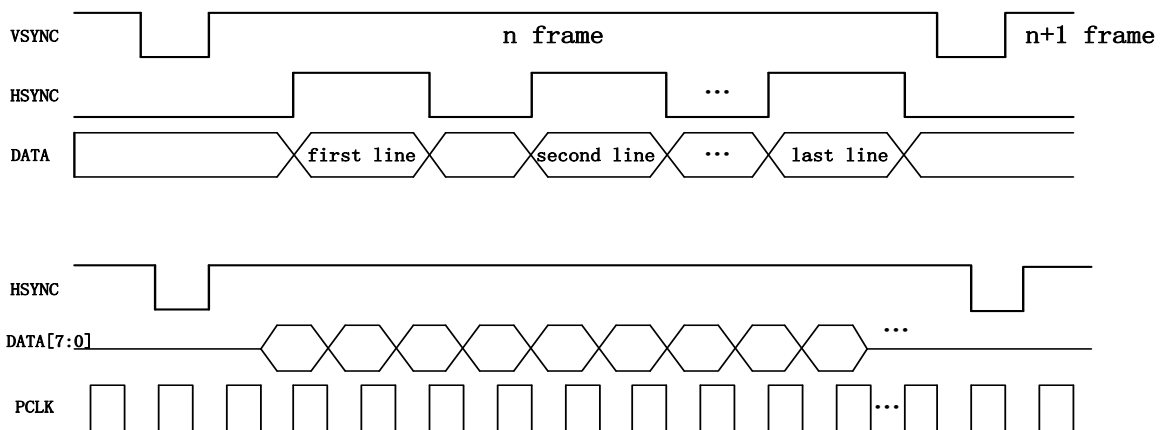 VSYNC n frame n+1 frame
HSYNC ...
DATA first line second line ... last line
HSYNC
DATA[7:0] ...
PCLK ...